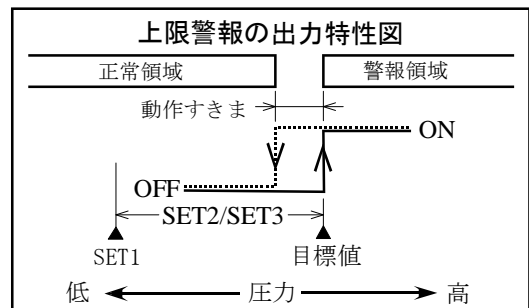 上限警報の出力特性図
正常領域 警報領域
動作すきま
ON
OFF
SET2/SET3
SET1 目標値
低 圧力 高